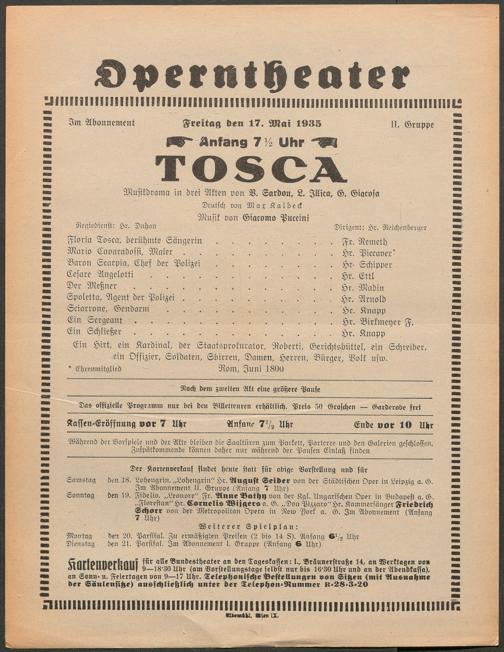 Operntheater
Im Abonnement Freitag den 17. Mai 1935 II. Gruppe
Anfang 7½ Uhr
TOSCA
Musikdrama in drei Akten von V. Sardou, L. Illica, G. Giacosa
Deutsch von Max Kalbeck
Musik von Giacomo Puccini
Regiedienst: Hr. Duhan Dirigent: Hr. Reichenberger
Floria Tosca, berühmte Sängerin . . . . . . . Fr. Nemeth
Mario Cavaradossi, Maler . . . . . . . . Hr. Piccaver*
Baron Scarpia, Chef der Polizei . . . . . . . Hr. Schipper
Cesare Angelotti . . . . . . . . . . Hr. Ettl
Der Meßner . . . . . . . . . . . Hr. Madin
Spoletta, Agent der Polizei . . . . . . . . Hr. Arnold
Sciarrone, Gendarm . . . . . . . . . Hr. Knapp
Ein Sergeant . . . . . . . . . . . Hr. Birkmeyer F.
Ein Schließer . . . . . . . . . . . Hr. Knapp
Ein Hirt, ein Kardinal, der Staatsprokurator, Roberti, Gerichtsbüttel, ein Schreiber,
ein Offizier, Soldaten, Sbirren, Damen, Herren, Bürger, Volk usw.
* Ehrenmitglied Rom, Juni 1800
Nach dem zweiten Akt eine größere Pause
Das offizielle Programm nur bei den Billetteuren erhältlich, Preis 50 Groschen — Garderobe frei
Kassen-Eröffnung vor 7 Uhr Anfang 7½ Uhr Ende vor 10 Uhr
Während der Vorspiele und der Akte bleiben die Saaltüren zum Parkett, Parterre und den Galerien geschlossen.
Zuspätkommende können daher nur während der Pausen Einlaß finden
Der Kartenverkauf findet heute statt für obige Vorstellung und für
Samstag den 18. Lohengrin. „Lohengrin“ Hr. August Seider von der Städtischen Oper in Leipzig a. G.
Im Abonnement II. Gruppe (Anfang 7 Uhr)
Sonntag den 19. Fidelio. „Leonore“ Fr. Anne Bathy von der Kgl. Ungarischen Oper in Budapest a. G.
„Florestan“ Hr. Cornelis Wijgers a. G. „Don Pizarro“ Hr. Kammersänger Friedrich
Schorr von der Metropolitan Opera in New York a. G. Im Abonnement (Anfang
7 Uhr)
Weiterer Spielplan:
Montag den 20. Parsifal. Zu ermäßigten Preisen (2 bis 14 S). Anfang 6½ Uhr
Dienstag den 21. Parsifal. Im Abonnement I. Gruppe (Anfang 6 Uhr)
Kartenverkauf für alle Bundestheater an den Tageskassen: I., Bräunerstraße 14, an Werktagen von
9—18'30 Uhr (am Vorstellungstage selbst nur bis 16'30 Uhr und an der Abendkassa),
an Sonn- u. Feiertagen von 9—17 Uhr. Telephonische Bestellungen von Sitzen (mit Ausnahme
der Säulensitze) ausschließlich unter der Telephon-Nummer R-28-3-20
Elbemühl, Wien IX.